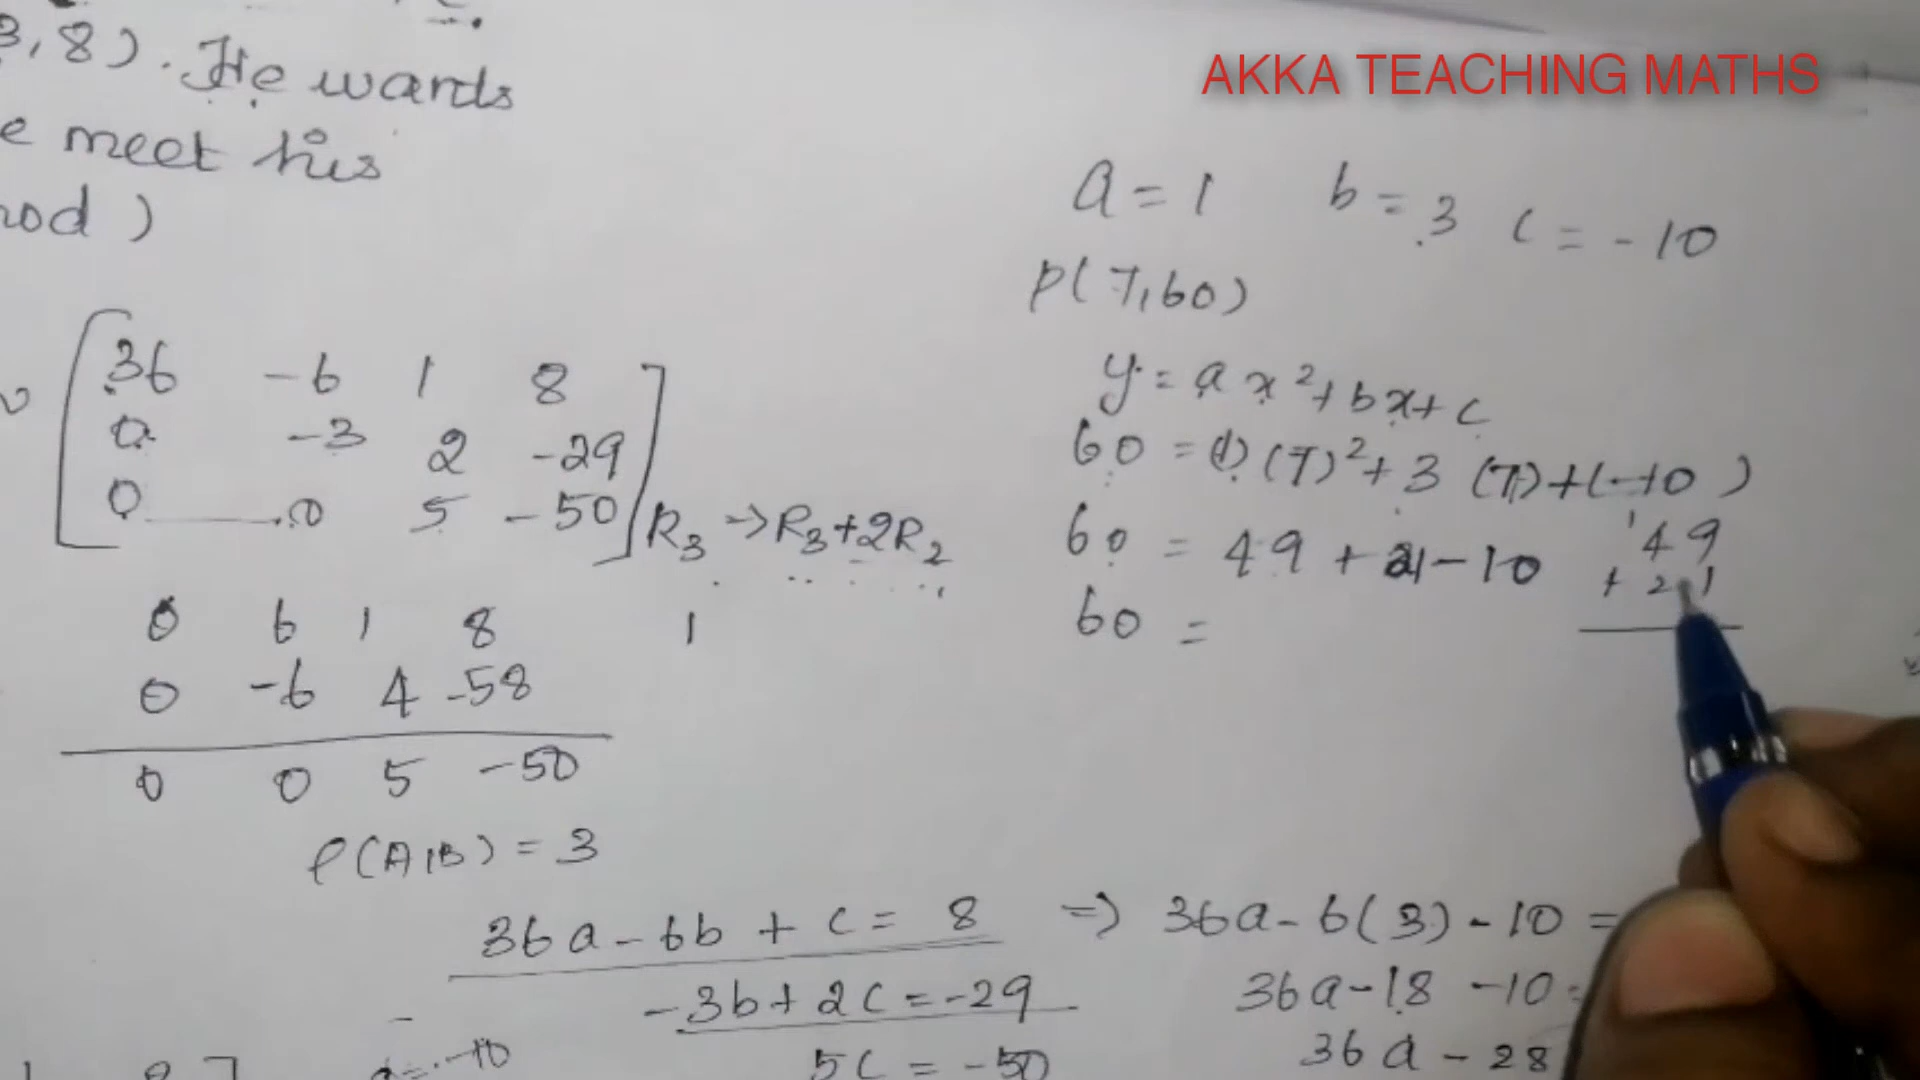 3,8). He wants
e meet his
hod)
AKKA TEACHING MATHS
36 -6 1 8
0 -3 2 -29
0 0 5 -50
R₃ → R₃+2R₂
0 6 1 8 1
0 -6 4 -58
0 0 5 -50
ρ(A,B) = 3
36a - 6b + c = 8 ⇒ 36a - 6(3) - 10 =
-3b + 2c = -29
36a - 18 - 10 =
5c = -50
36a - 28
a = 1 b = 3 c = -10
P(7,60)
y = ax² + bx + c
60 = (1)(7)² + 3(7) + (-10)
60 = 49 + 21 - 10
60 =
1 49
+ 21